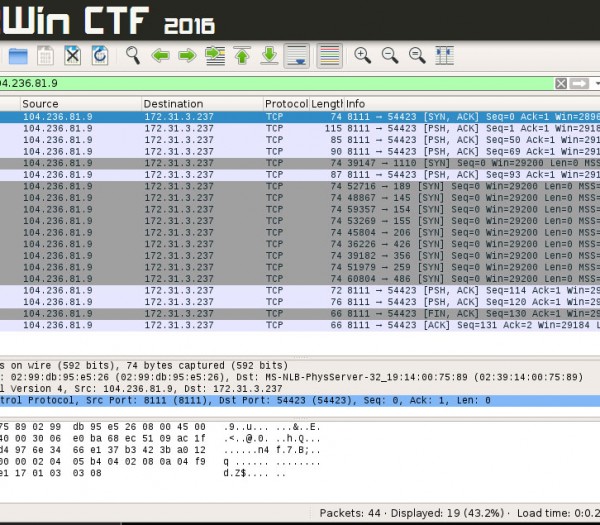 Win CTF 2016
04.236.81.9
Source Destination Protocol Length Info
104.236.81.9 172.31.3.237 TCP 74 8111 → 54423 [SYN, ACK] Seq=0 Ack=1 Win=2896
104.236.81.9 172.31.3.237 TCP 115 8111 → 54423 [PSH, ACK] Seq=1 Ack=1 Win=2918
104.236.81.9 172.31.3.237 TCP 85 8111 → 54423 [PSH, ACK] Seq=50 Ack=1 Win=291
104.236.81.9 172.31.3.237 TCP 90 8111 → 54423 [PSH, ACK] Seq=69 Ack=1 Win=291
104.236.81.9 172.31.3.237 TCP 74 39147 → 1110 [SYN] Seq=0 Win=29200 Len=0 MSS
104.236.81.9 172.31.3.237 TCP 87 8111 → 54423 [PSH, ACK] Seq=93 Ack=1 Win=291
104.236.81.9 172.31.3.237 TCP 74 52716 → 189 [SYN] Seq=0 Win=29200 Len=0 MSS=
104.236.81.9 172.31.3.237 TCP 74 48867 → 145 [SYN] Seq=0 Win=29200 Len=0 MSS=
104.236.81.9 172.31.3.237 TCP 74 59357 → 154 [SYN] Seq=0 Win=29200 Len=0 MSS=
104.236.81.9 172.31.3.237 TCP 74 53269 → 155 [SYN] Seq=0 Win=29200 Len=0 MSS=
104.236.81.9 172.31.3.237 TCP 74 45804 → 206 [SYN] Seq=0 Win=29200 Len=0 MSS=
104.236.81.9 172.31.3.237 TCP 74 36226 → 426 [SYN] Seq=0 Win=29200 Len=0 MSS=
104.236.81.9 172.31.3.237 TCP 74 39182 → 356 [SYN] Seq=0 Win=29200 Len=0 MSS=
104.236.81.9 172.31.3.237 TCP 74 51979 → 259 [SYN] Seq=0 Win=29200 Len=0 MSS=
104.236.81.9 172.31.3.237 TCP 74 60804 → 486 [SYN] Seq=0 Win=29200 Len=0 MSS=
104.236.81.9 172.31.3.237 TCP 72 8111 → 54423 [PSH, ACK] Seq=114 Ack=1 Win=29
104.236.81.9 172.31.3.237 TCP 76 8111 → 54423 [PSH, ACK] Seq=120 Ack=1 Win=29
104.236.81.9 172.31.3.237 TCP 66 8111 → 54423 [FIN, ACK] Seq=130 Ack=1 Win=29
104.236.81.9 172.31.3.237 TCP 66 8111 → 54423 [ACK] Seq=131 Ack=2 Win=29184 L
s on wire (592 bits), 74 bytes captured (592 bits)
: 02:99:db:95:e5:26 (02:99:db:95:e5:26), Dst: MS-NLB-PhysServer-32_19:14:00:75:89 (02:39:14:00:75:89)
l Version 4, Src: 104.236.81.9, Dst: 172.31.3.237
ntrol Protocol, Src Port: 8111 (8111), Dst Port: 54423 (54423), Seq: 0, Ack: 1, Len: 0
75 89 02 99 db 95 e5 26 08 00 45 00 .9..u... ...&..E.
40 00 30 06 e0 ba 68 ec 51 09 ac 1f .<..@.0. ..h.Q...
d4 97 6e 34 66 e1 37 b3 42 3b a0 12 ......n4 f.7.B;..
00 00 02 04 05 b4 04 02 08 0a 04 f9 q ...... ........
e1 17 01 03 03 08 d.Z$.... ..
Packets: 44 · Displayed: 19 (43.2%) · Load time: 0:0.2